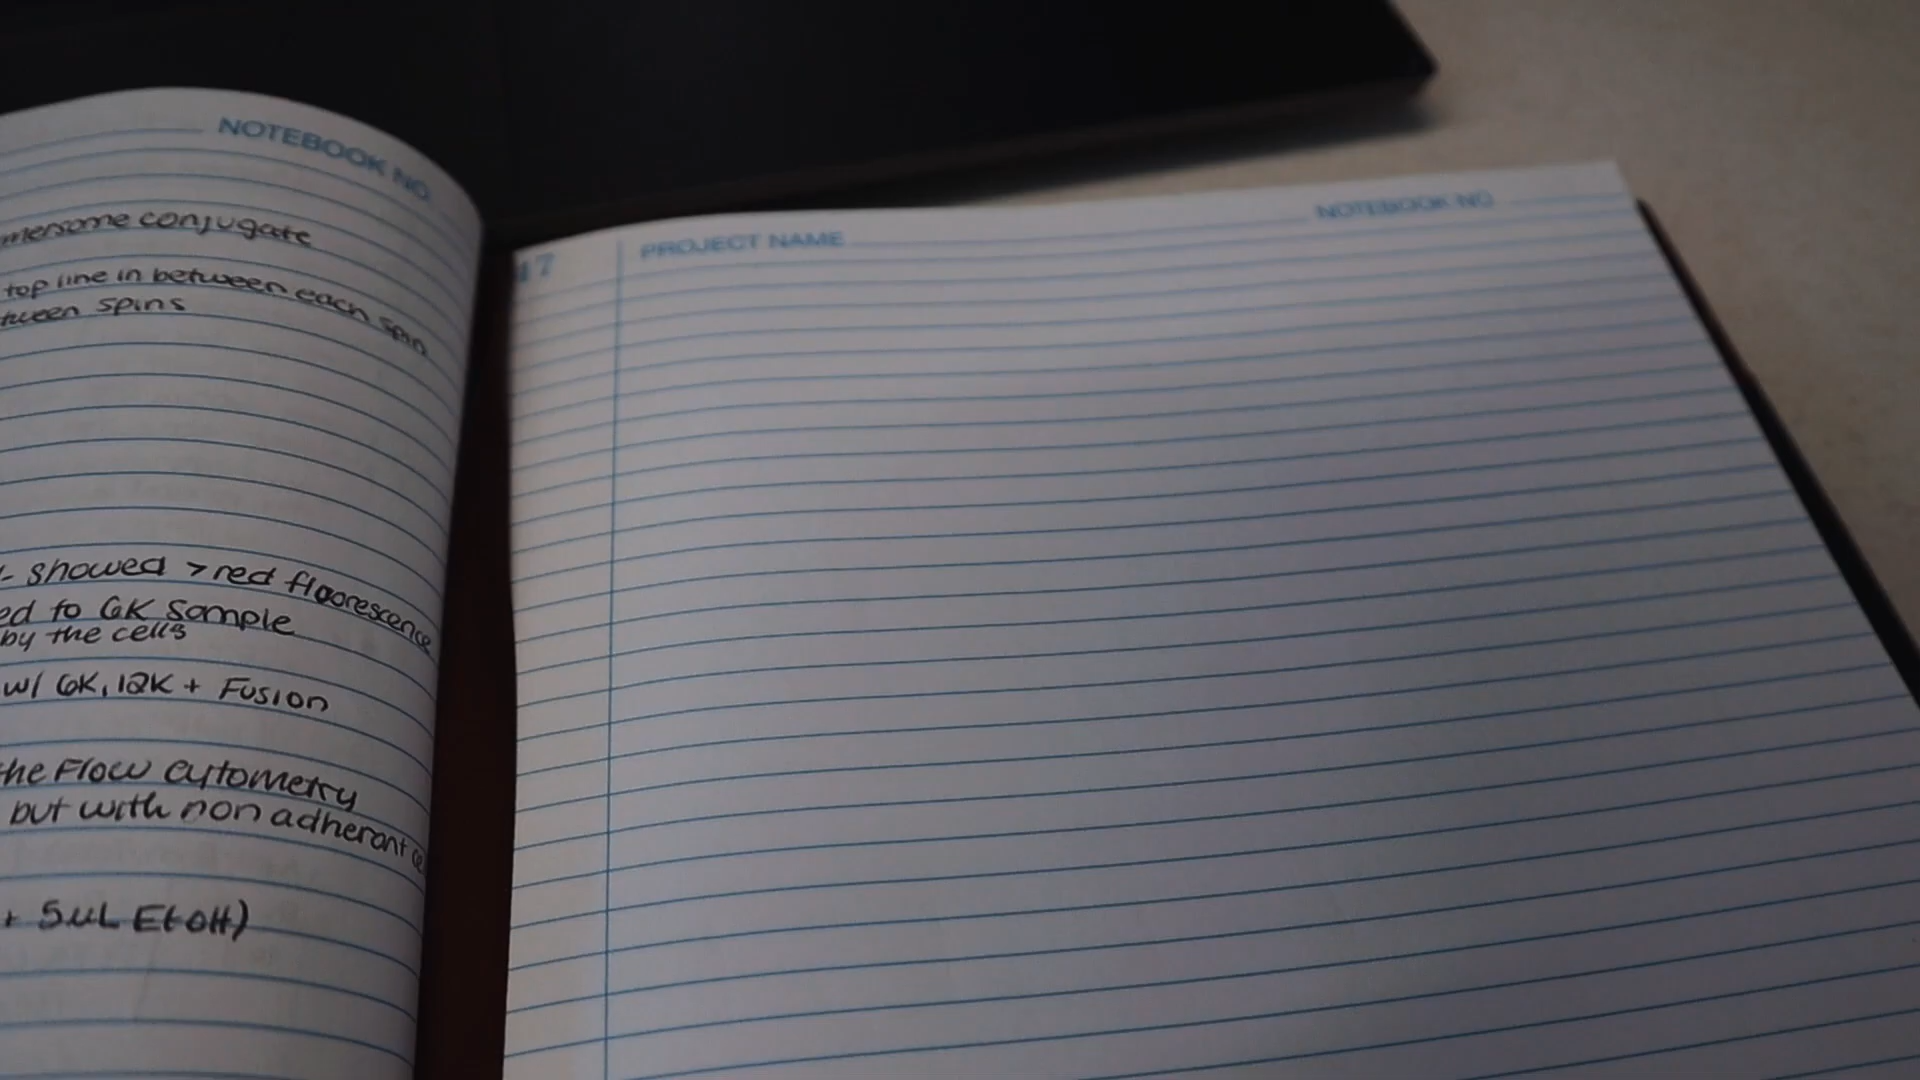 NOTEBOOK NO.
mersome conjugate
top line in between each spin
tween spins
- showed > red fluorescence
ed to 6K sample
by the cells
w/ 6K, 12K + Fusion
the Flow cytometry
but with non adherant ce
+ 5uL EtOH)
17
PROJECT NAME
NOTEBOOK NO